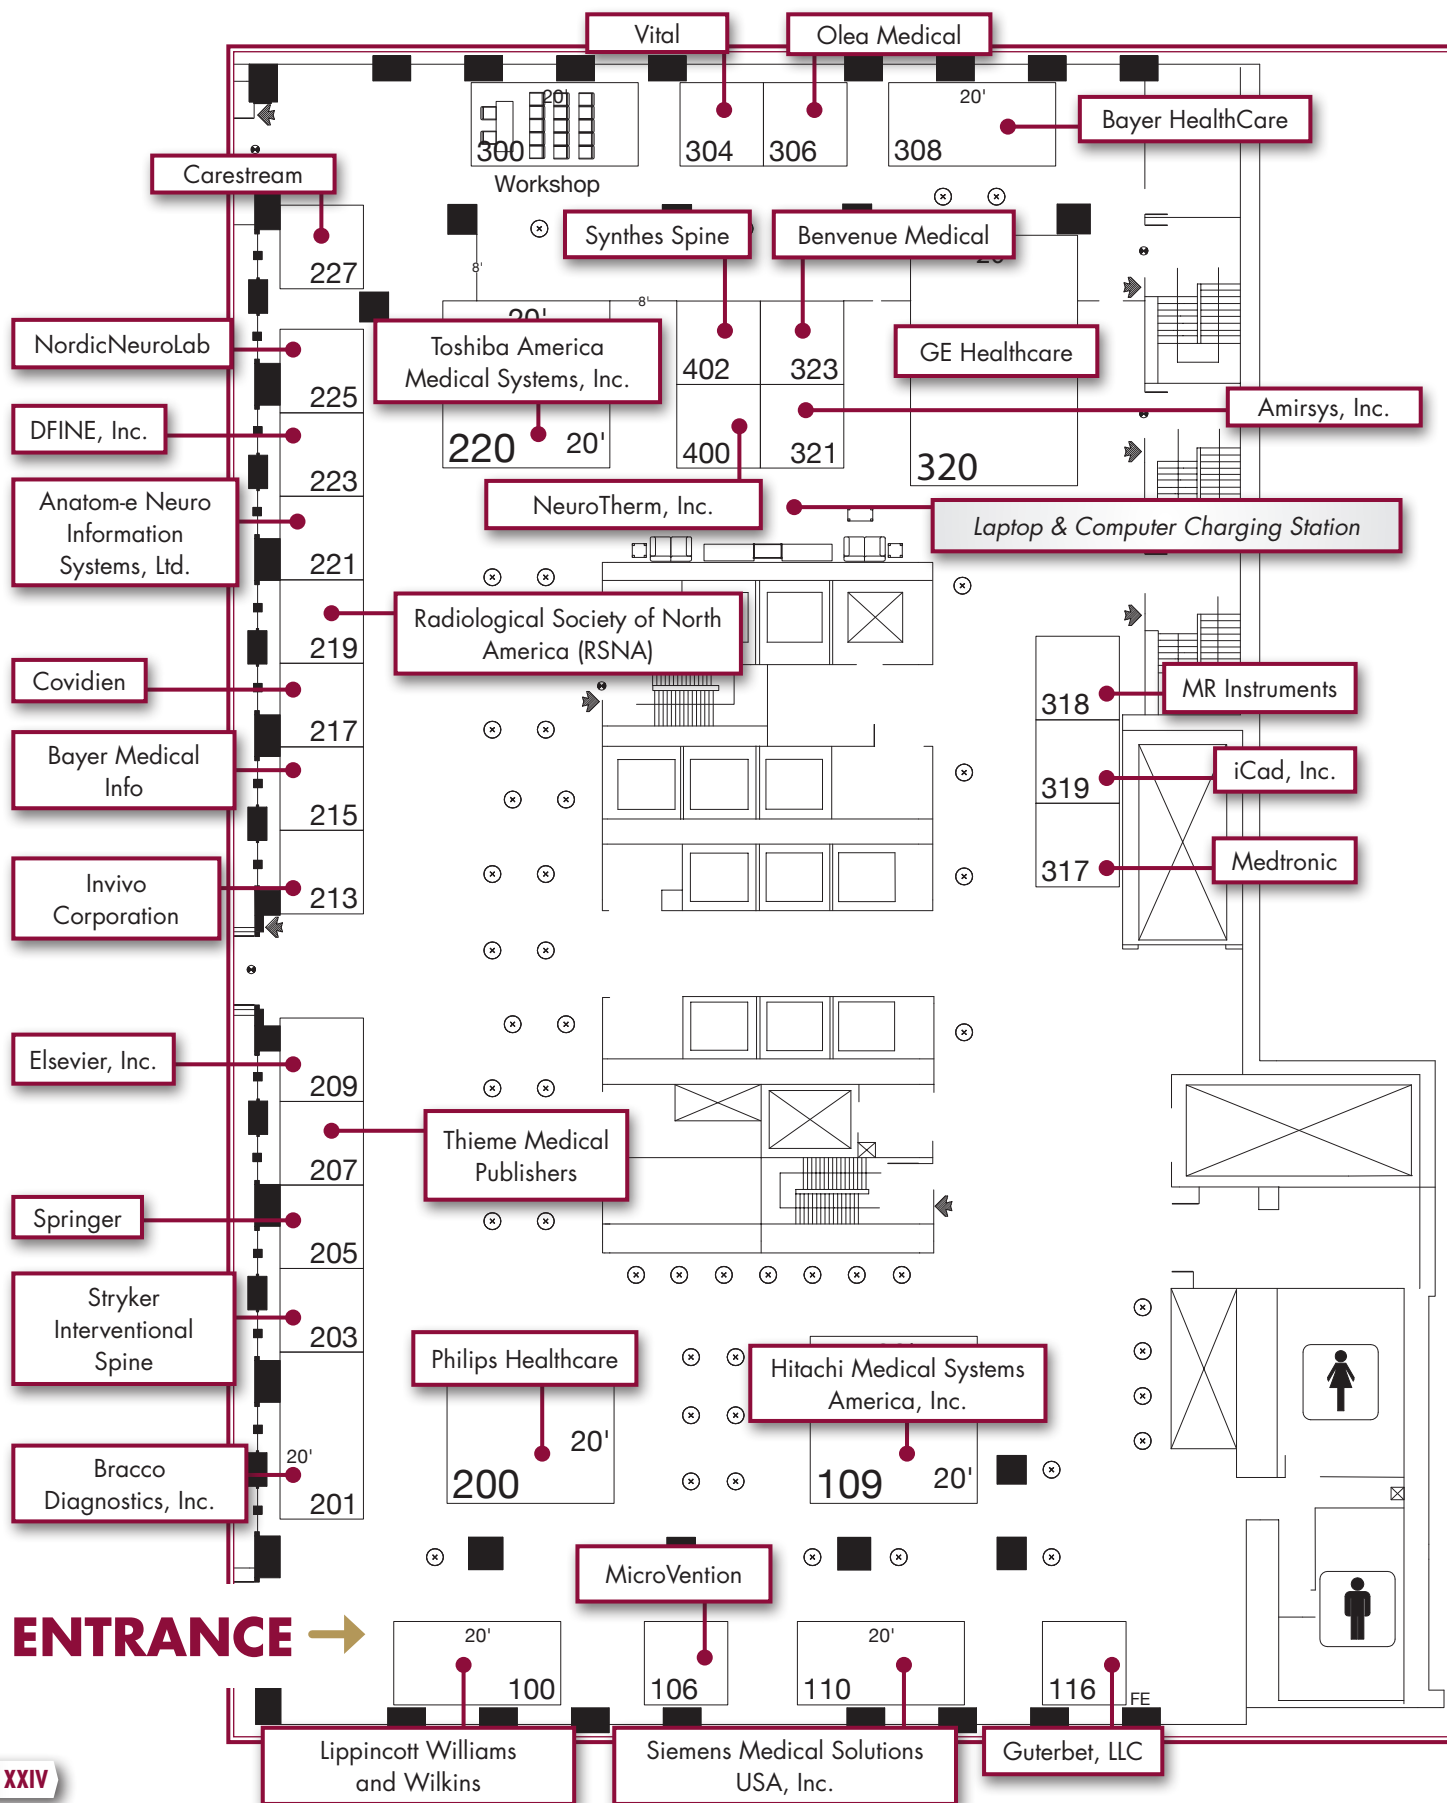 Vital
Olea Medical
20'
20'
Bayer HealthCare
300
304
306
308
Workshop
Carestream
227
Synthes Spine
Benvenue Medical
20'
8'
8'
20'
NordicNeuroLab
225
Toshiba America
Medical Systems, Inc.
402
323
GE Healthcare
DFINE, Inc.
223
220
20'
400
321
320
Amirsys, Inc.
Anatom-e Neuro
Information
Systems, Ltd.
221
NeuroTherm, Inc.
Laptop & Computer Charging Station
Radiological Society of North
America (RSNA)
219
Covidien
217
318
MR Instruments
Bayer Medical
Info
215
319
iCad, Inc.
Invivo
Corporation
213
317
Medtronic
Elsevier, Inc.
209
Thieme Medical
Publishers
207
Springer
205
Stryker
Interventional
Spine
203
Philips Healthcare
Hitachi Medical Systems
America, Inc.
20'
200
109
20'
Bracco
Diagnostics, Inc.
20'
201
MicroVention
ENTRANCE
20'
100
106
20'
110
116
FE
Lippincott Williams
and Wilkins
Siemens Medical Solutions
USA, Inc.
Guterbet, LLC
XXIV